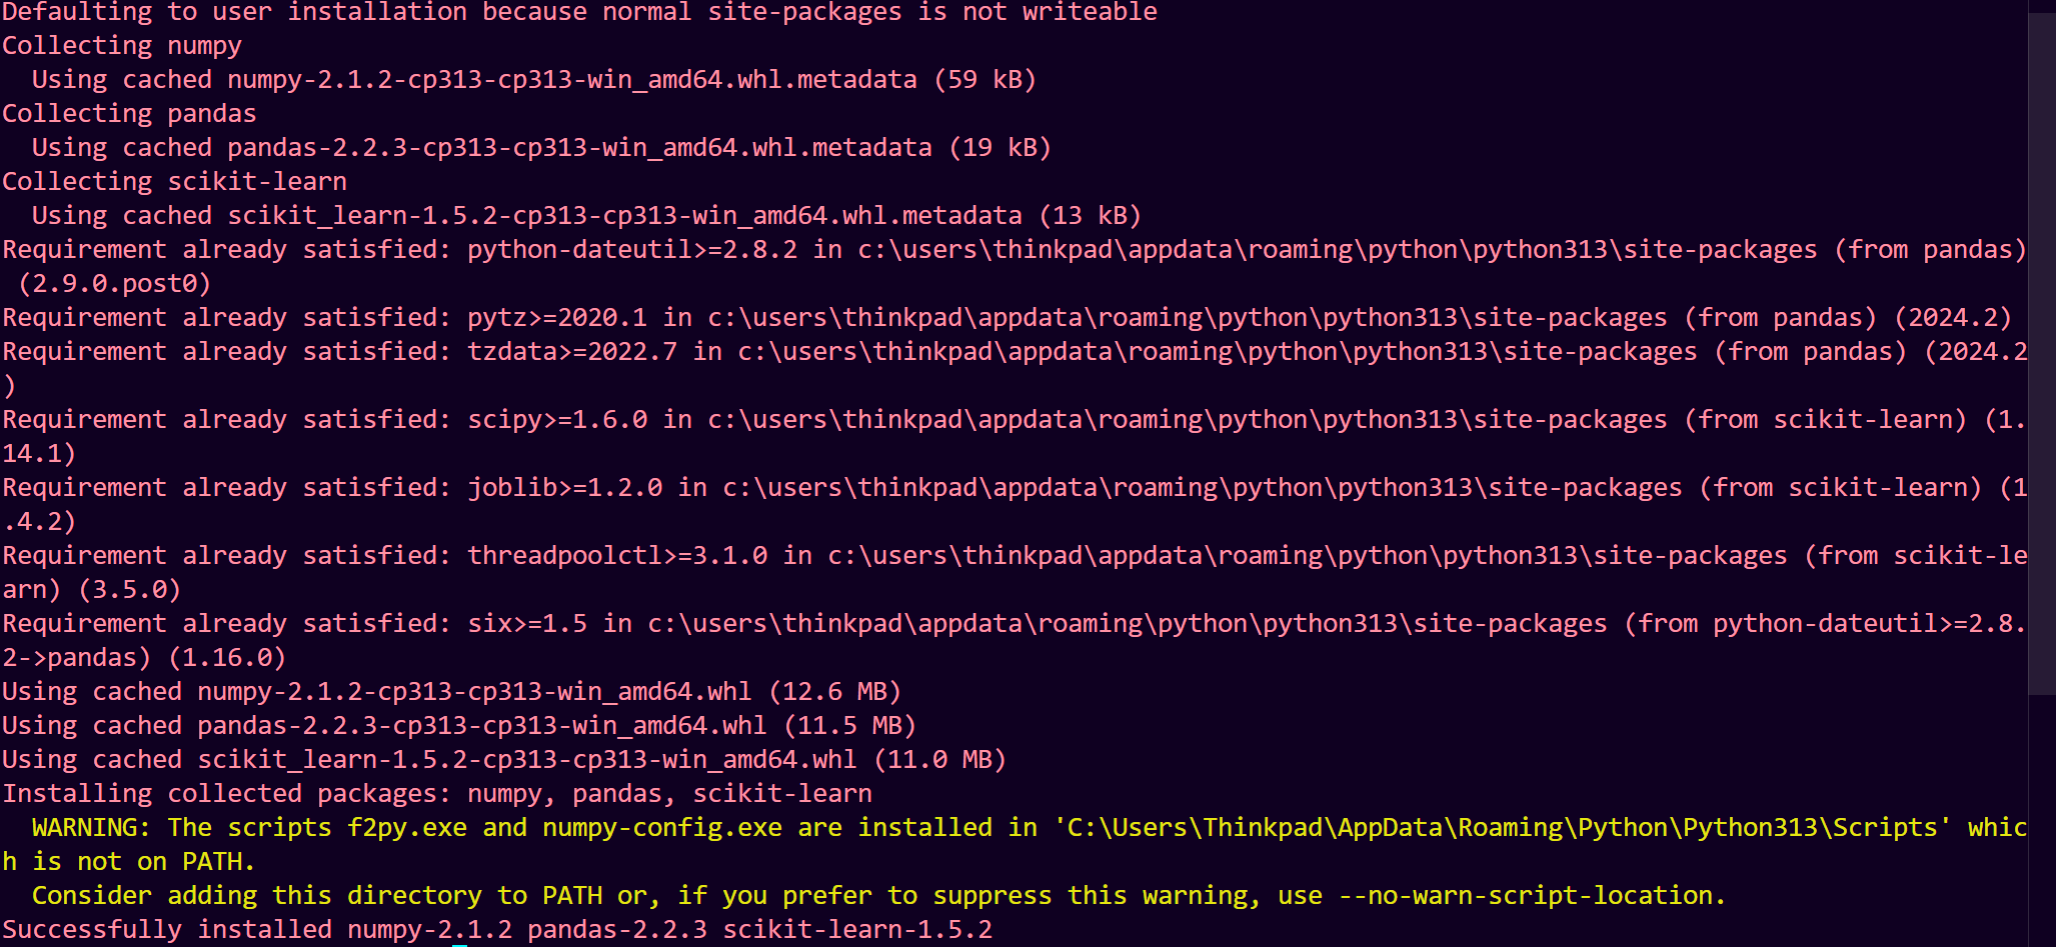 Defaulting to user installation because normal site-packages is not writeable
Collecting numpy
  Using cached numpy-2.1.2-cp313-cp313-win_amd64.whl.metadata (59 kB)
Collecting pandas
  Using cached pandas-2.2.3-cp313-cp313-win_amd64.whl.metadata (19 kB)
Collecting scikit-learn
  Using cached scikit_learn-1.5.2-cp313-cp313-win_amd64.whl.metadata (13 kB)
Requirement already satisfied: python-dateutil>=2.8.2 in c:\users\thinkpad\appdata\roaming\python\python313\site-packages (from pandas)
 (2.9.0.post0)
Requirement already satisfied: pytz>=2020.1 in c:\users\thinkpad\appdata\roaming\python\python313\site-packages (from pandas) (2024.2)
Requirement already satisfied: tzdata>=2022.7 in c:\users\thinkpad\appdata\roaming\python\python313\site-packages (from pandas) (2024.2
)
Requirement already satisfied: scipy>=1.6.0 in c:\users\thinkpad\appdata\roaming\python\python313\site-packages (from scikit-learn) (1.
14.1)
Requirement already satisfied: joblib>=1.2.0 in c:\users\thinkpad\appdata\roaming\python\python313\site-packages (from scikit-learn) (1
.4.2)
Requirement already satisfied: threadpoolctl>=3.1.0 in c:\users\thinkpad\appdata\roaming\python\python313\site-packages (from scikit-le
arn) (3.5.0)
Requirement already satisfied: six>=1.5 in c:\users\thinkpad\appdata\roaming\python\python313\site-packages (from python-dateutil>=2.8.
2->pandas) (1.16.0)
Using cached numpy-2.1.2-cp313-cp313-win_amd64.whl (12.6 MB)
Using cached pandas-2.2.3-cp313-cp313-win_amd64.whl (11.5 MB)
Using cached scikit_learn-1.5.2-cp313-cp313-win_amd64.whl (11.0 MB)
Installing collected packages: numpy, pandas, scikit-learn
  WARNING: The scripts f2py.exe and numpy-config.exe are installed in 'C:\Users\Thinkpad\AppData\Roaming\Python\Python313\Scripts' whic
h is not on PATH.
  Consider adding this directory to PATH or, if you prefer to suppress this warning, use --no-warn-script-location.
Successfully installed numpy-2.1.2 pandas-2.2.3 scikit-learn-1.5.2